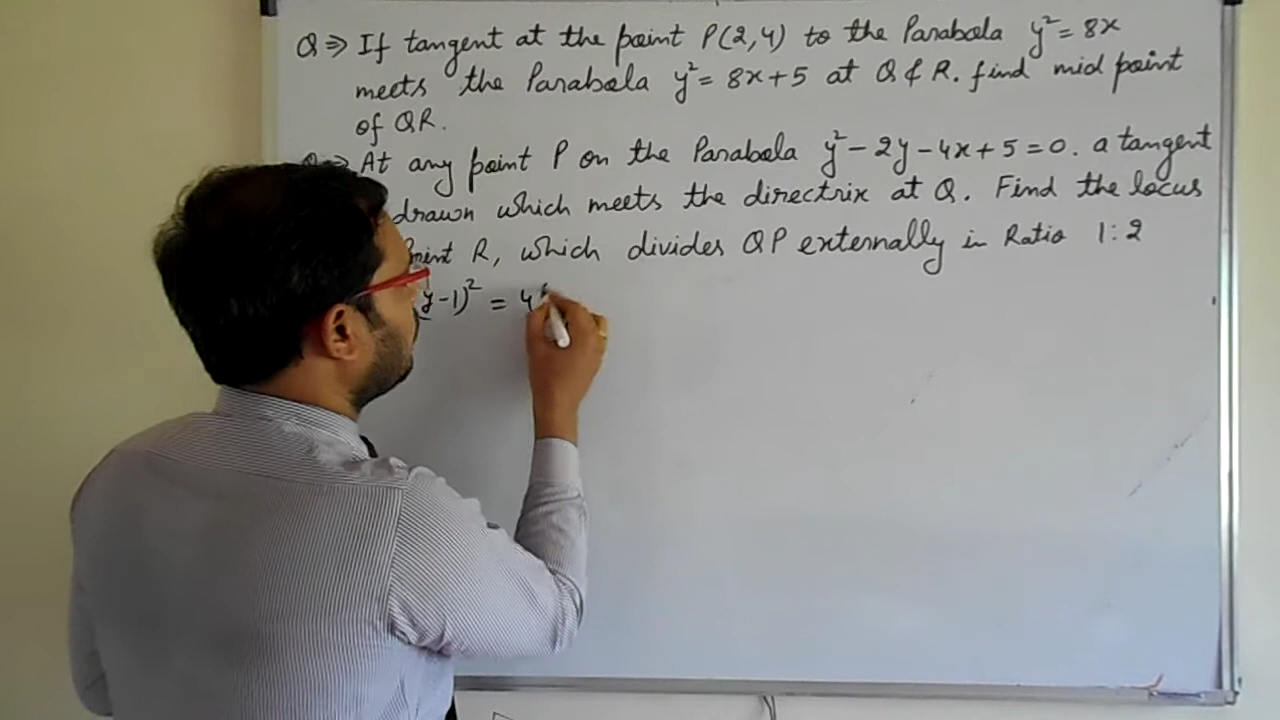 Q ⇒ If tangent at the point P(2,4) to the Parabola y² = 8x
meets the Parabola y² = 8x+5 at Q & R. find mid point
of QR.
⇒ At any point P on the Parabola y² - 2y - 4x + 5 = 0. a tangent
drawn which meets the directrix at Q. Find the locus
R, which divides QP externally in Ratio 1:2
y-1)² = 4